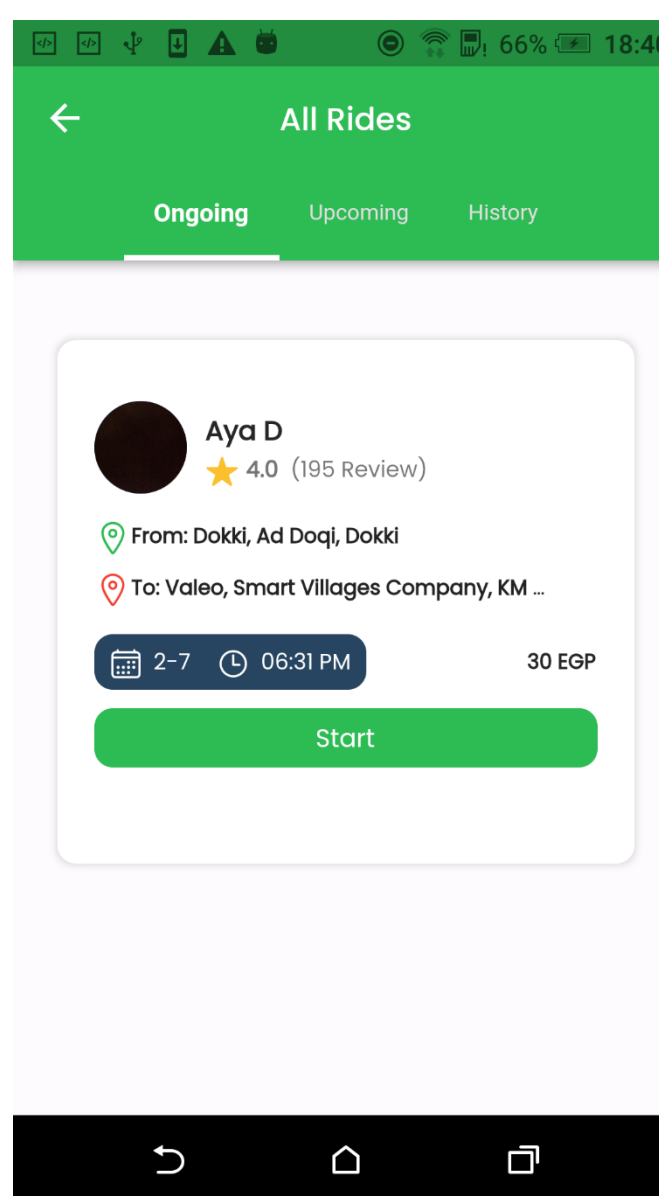 66% 18:40
All Rides
Ongoing Upcoming History
Aya D
4.0 (195 Review)
From: Dokki, Ad Doqi, Dokki
To: Valeo, Smart Villages Company, KM ...
2-7 06:31 PM 30 EGP
Start